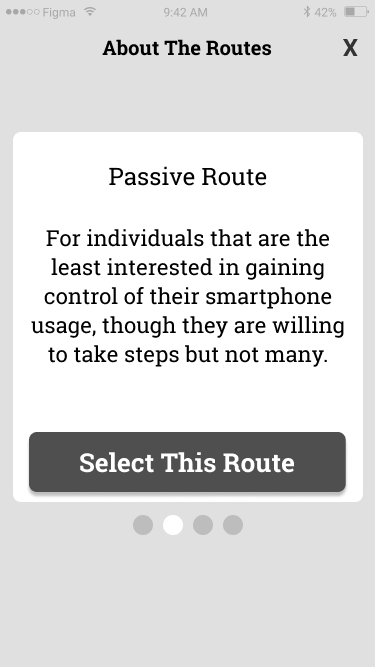 Figma 9:42 AM 42%
About The Routes X
Passive Route
For individuals that are the
least interested in gaining
control of their smartphone
usage, though they are willing
to take steps but not many.
Select This Route